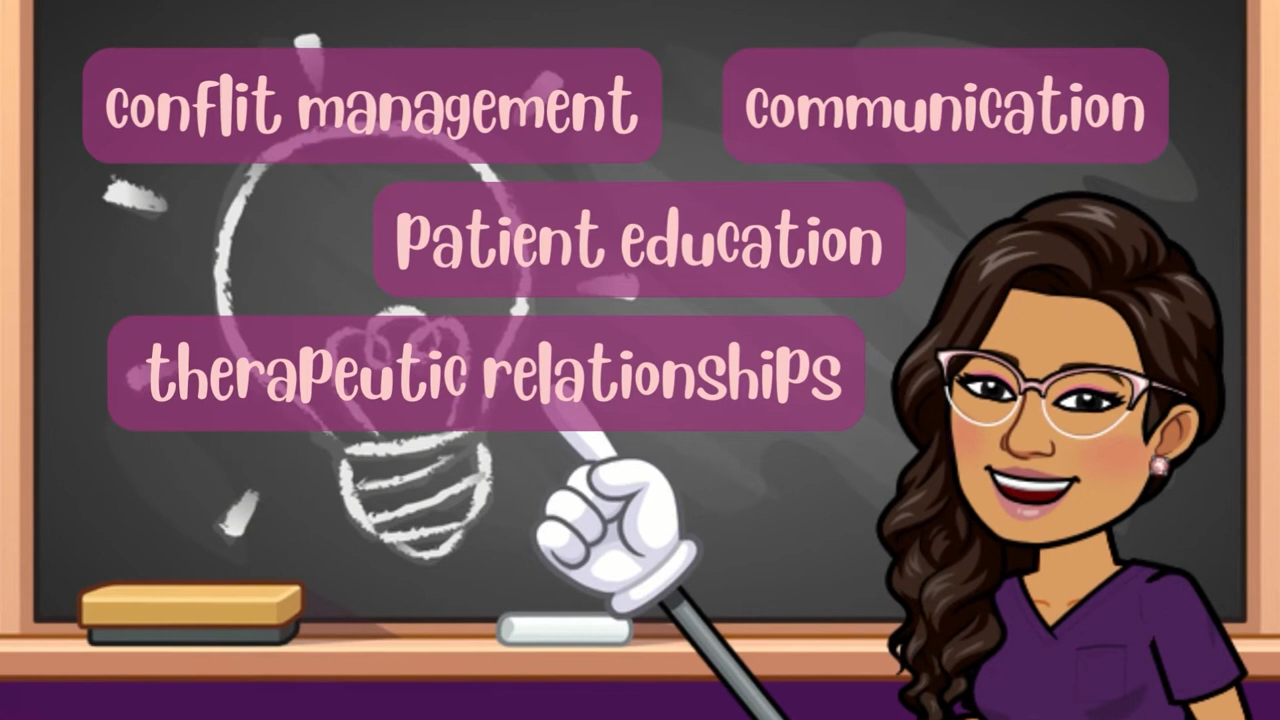 conflit management
communication
patient education
therapeutic relationships